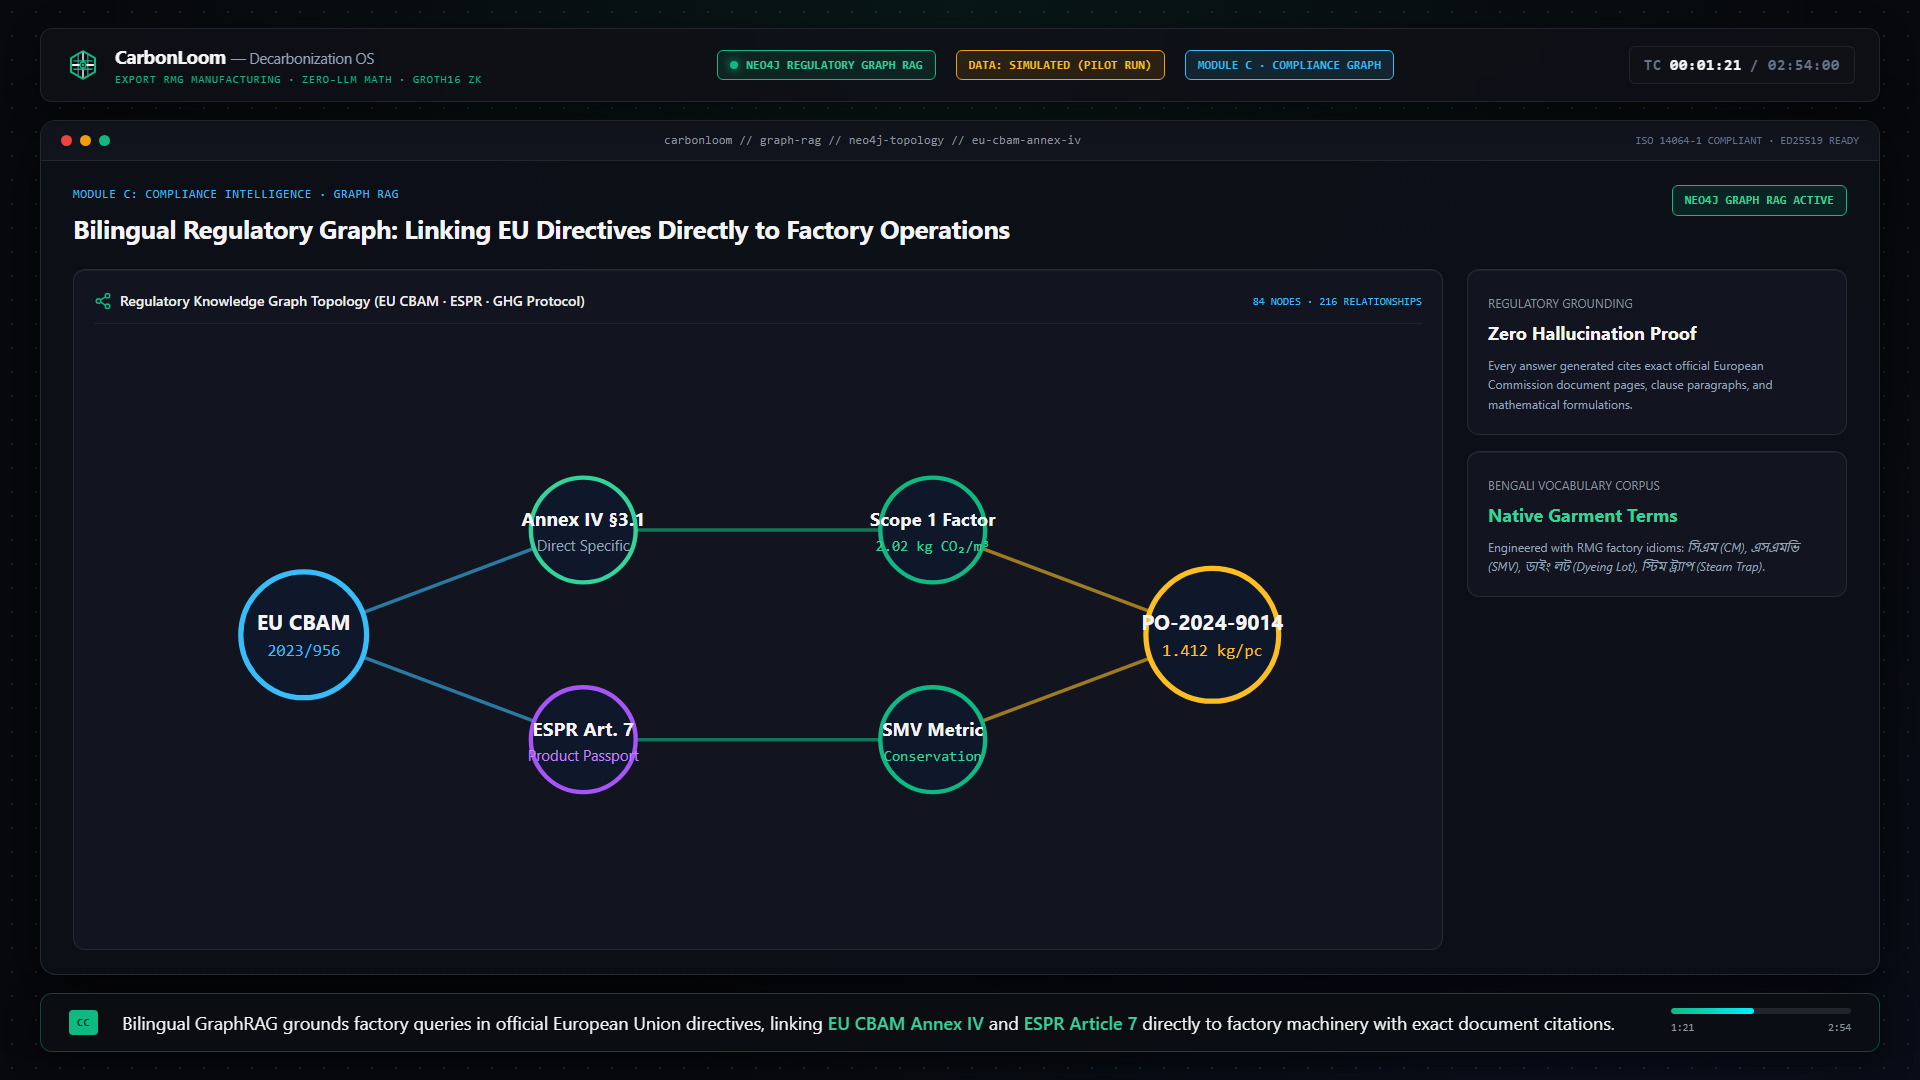 CarbonLoom — Decarbonization OS
EXPORT RMG MANUFACTURING · ZERO-LLM MATH · GROTH16 ZK
NEO4J REGULATORY GRAPH RAG
DATA: SIMULATED (PILOT RUN)
MODULE C · COMPLIANCE GRAPH
TC 00:01:21 / 02:54:00
carbonloom // graph-rag // neo4j-topology // eu-cbam-annex-iv
ISO 14064-1 COMPLIANT · ED25519 READY
MODULE C: COMPLIANCE INTELLIGENCE · GRAPH RAG
Bilingual Regulatory Graph: Linking EU Directives Directly to Factory Operations
NEO4J GRAPH RAG ACTIVE
Regulatory Knowledge Graph Topology (EU CBAM · ESPR · GHG Protocol)
84 NODES · 216 RELATIONSHIPS
Annex IV §3.1
Direct Specific
Scope 1 Factor
2.02 kg CO₂/m³
EU CBAM
2023/956
PO-2024-9014
1.412 kg/pc
ESPR Art. 7
Product Passport
SMV Metric
Conservation
REGULATORY GROUNDING
Zero Hallucination Proof
Every answer generated cites exact official European
Commission document pages, clause paragraphs, and
mathematical formulations.
BENGALI VOCABULARY CORPUS
Native Garment Terms
Engineered with RMG factory idioms: সিএম (CM), এসএমভি
(SMV), ডাইং লট (Dyeing Lot), স্টিম ট্র্যাপ (Steam Trap).
CC
Bilingual GraphRAG grounds factory queries in official European Union directives, linking EU CBAM Annex IV and ESPR Article 7 directly to factory machinery with exact document citations.
1:21
2:54